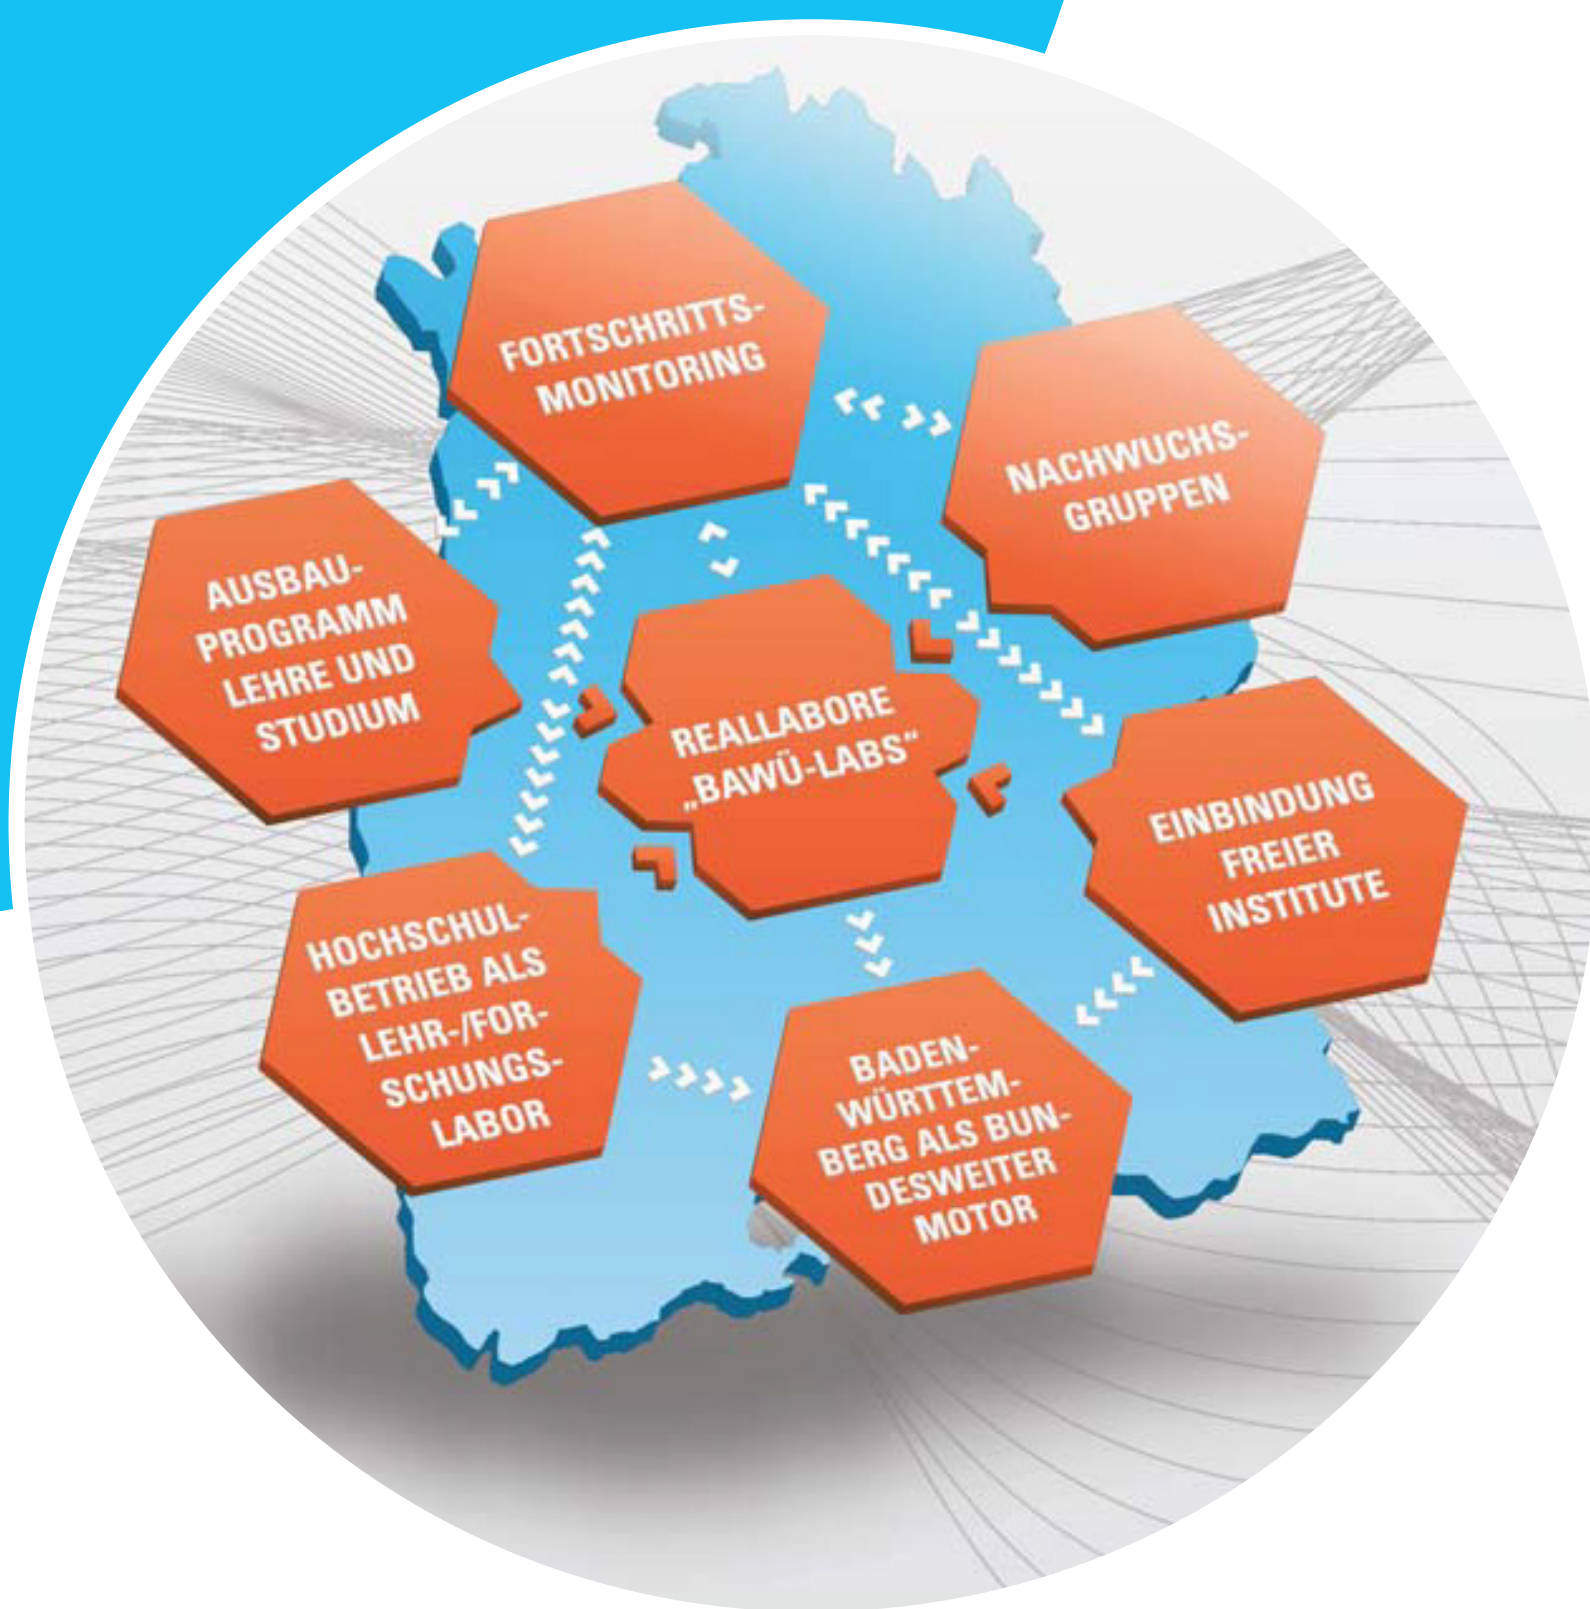 FORTSCHRITTS-
MONITORING
NACHWUCHS-
GRUPPEN
AUSBAU-
PROGRAMM
LEHRE UND
STUDIUM
REALLABORE
„BAWÜ-LABS“
EINBINDUNG
FREIER
INSTITUTE
HOCHSCHUL-
BETRIEB ALS
LEHR-/FOR-
SCHUNGS-
LABOR
BADEN-
WÜRTTEM-
BERG ALS BUN-
DESWEITER
MOTOR